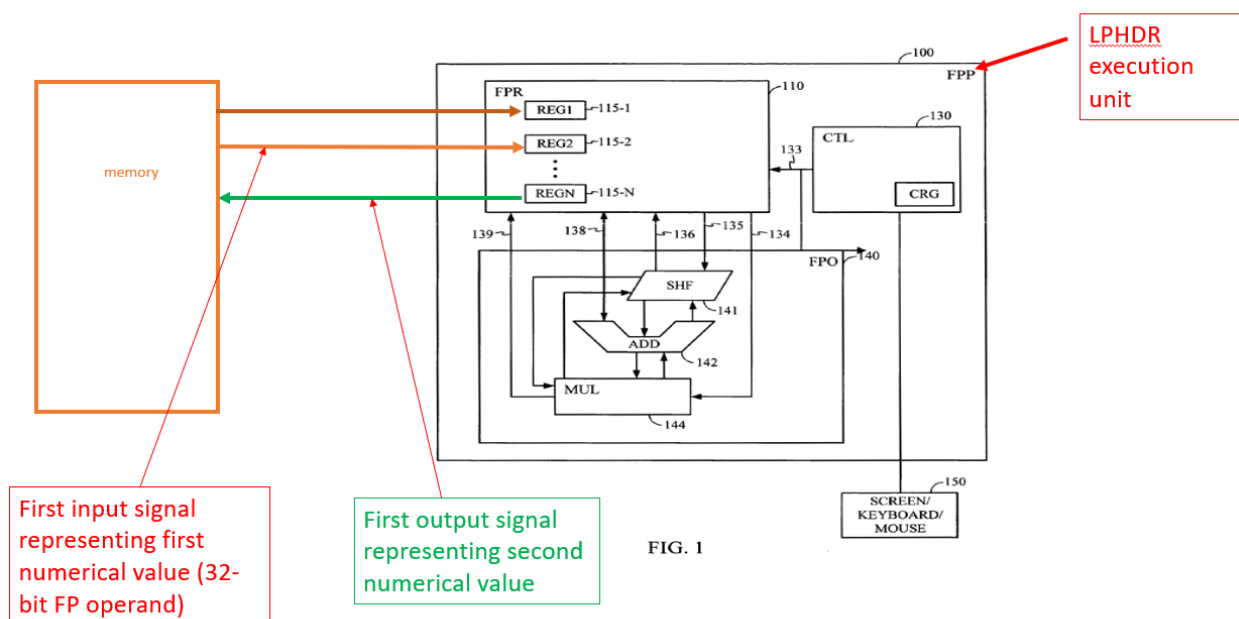 LPHDR
execution
unit
100
FPP
110
FPR
REG1
115-1
REG2
115-2
REGN
115-N
130
CTL
133
CRG
memory
139
138
136
135
134
FPO
140
SHF
141
ADD
142
MUL
144
150
SCREEN/
KEYBOARD/
MOUSE
First input signal
representing first
numerical value (32-
bit FP operand)
First output signal
representing second
numerical value
FIG. 1